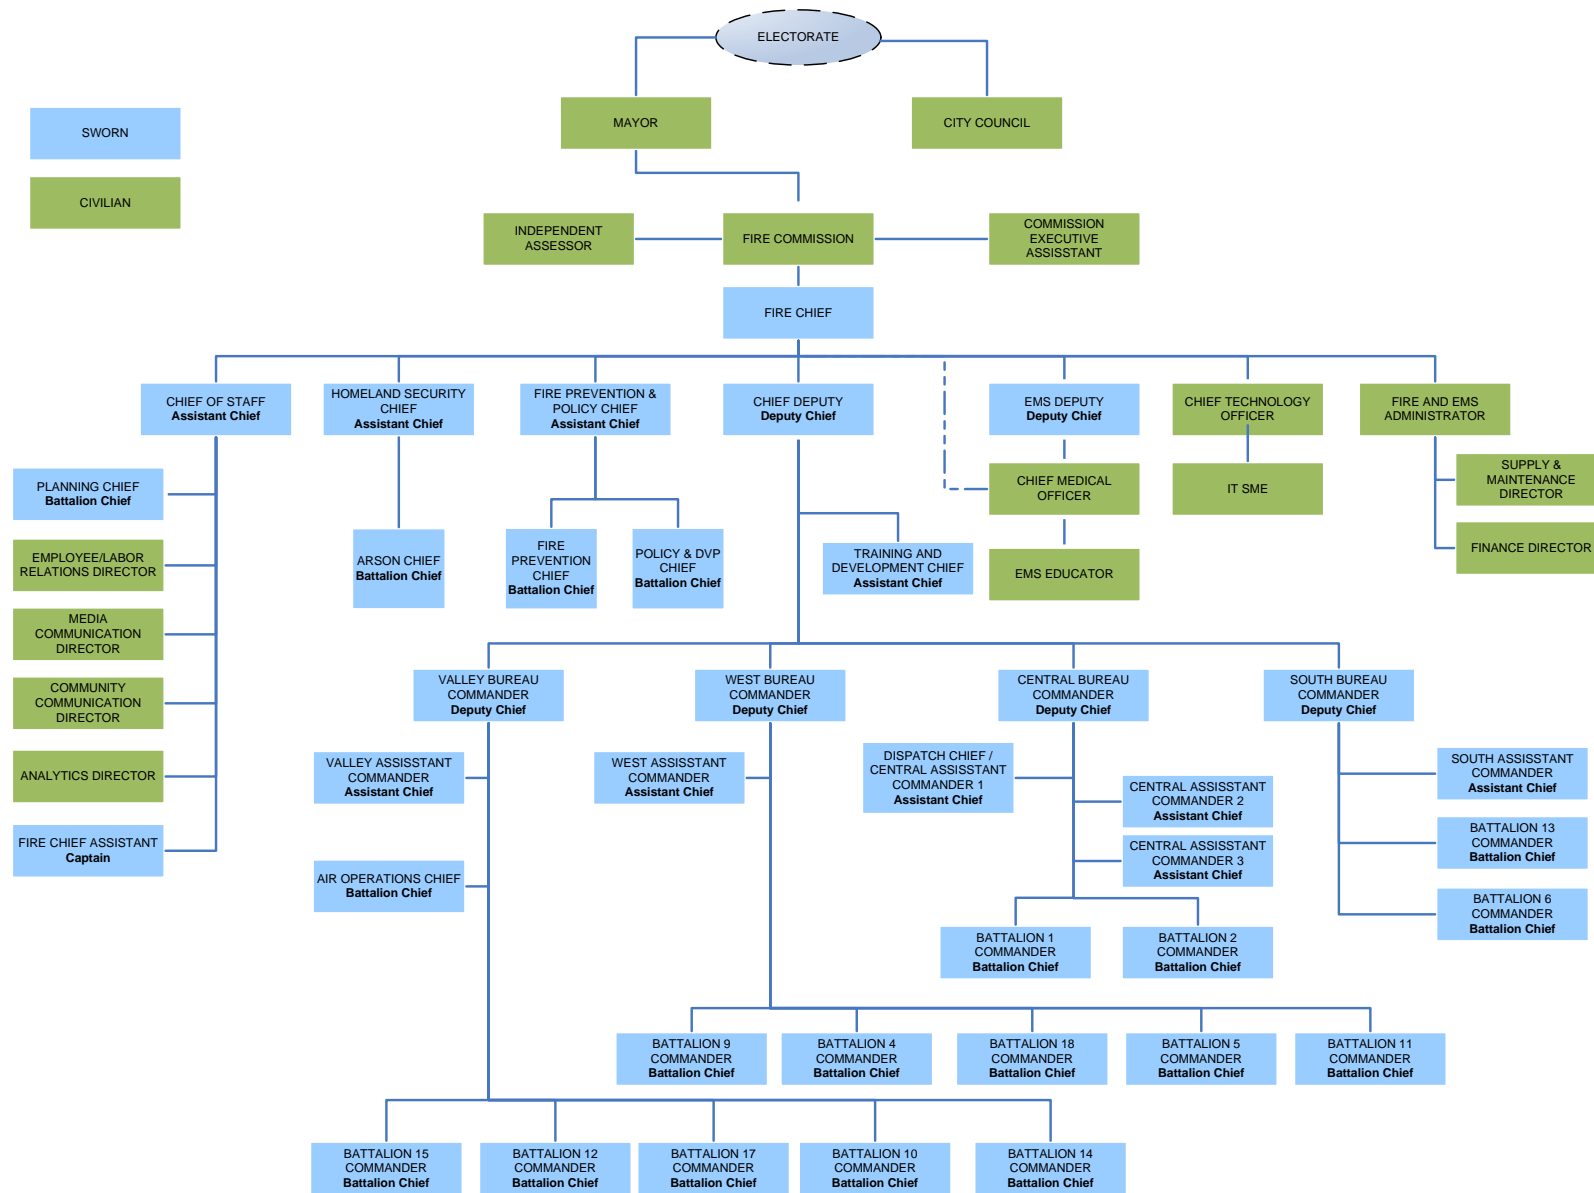 ELECTORATE
SWORN
MAYOR
CITY COUNCIL
CIVILIAN
INDEPENDENT
ASSESSOR
FIRE COMMISSION
COMMISSION
EXECUTIVE
ASSISSTANT
FIRE CHIEF
CHIEF OF STAFF
Assistant Chief
HOMELAND SECURITY
CHIEF
Assistant Chief
FIRE PREVENTION &
POLICY CHIEF
Assistant Chief
CHIEF DEPUTY
Deputy Chief
EMS DEPUTY
Deputy Chief
CHIEF TECHNOLOGY
OFFICER
FIRE AND EMS
ADMINISTRATOR
PLANNING CHIEF
Battalion Chief
CHIEF MEDICAL
OFFICER
IT SME
SUPPLY &
MAINTENANCE
DIRECTOR
EMPLOYEE/LABOR
RELATIONS DIRECTOR
ARSON CHIEF
Battalion Chief
FIRE
PREVENTION
CHIEF
Battalion Chief
POLICY & DVP
CHIEF
Battalion Chief
TRAINING AND
DEVELOPMENT CHIEF
Assistant Chief
EMS EDUCATOR
FINANCE DIRECTOR
MEDIA
COMMUNICATION
DIRECTOR
COMMUNITY
COMMUNICATION
DIRECTOR
VALLEY BUREAU
COMMANDER
Deputy Chief
WEST BUREAU
COMMANDER
Deputy Chief
CENTRAL BUREAU
COMMANDER
Deputy Chief
SOUTH BUREAU
COMMANDER
Deputy Chief
ANALYTICS DIRECTOR
VALLEY ASSISSTANT
COMMANDER
Assistant Chief
WEST ASSISSTANT
COMMANDER
Assistant Chief
DISPATCH CHIEF /
CENTRAL ASSISSTANT
COMMANDER 1
Assistant Chief
CENTRAL ASSISSTANT
COMMANDER 2
Assistant Chief
SOUTH ASSISSTANT
COMMANDER
Assistant Chief
FIRE CHIEF ASSISTANT
Captain
AIR OPERATIONS CHIEF
Battalion Chief
CENTRAL ASSISSTANT
COMMANDER 3
Assistant Chief
BATTALION 13
COMMANDER
Battalion Chief
BATTALION 6
COMMANDER
Battalion Chief
BATTALION 1
COMMANDER
Battalion Chief
BATTALION 2
COMMANDER
Battalion Chief
BATTALION 9
COMMANDER
Battalion Chief
BATTALION 4
COMMANDER
Battalion Chief
BATTALION 18
COMMANDER
Battalion Chief
BATTALION 5
COMMANDER
Battalion Chief
BATTALION 11
COMMANDER
Battalion Chief
BATTALION 15
COMMANDER
Battalion Chief
BATTALION 12
COMMANDER
Battalion Chief
BATTALION 17
COMMANDER
Battalion Chief
BATTALION 10
COMMANDER
Battalion Chief
BATTALION 14
COMMANDER
Battalion Chief